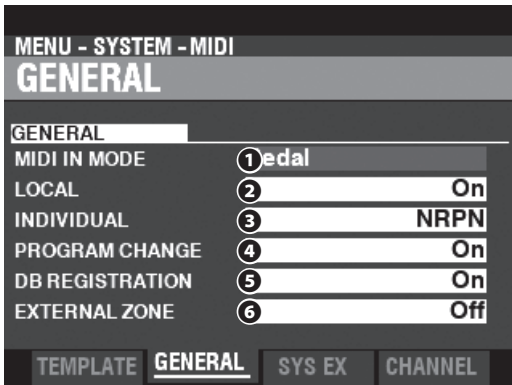 MENU - SYSTEM - MIDI
GENERAL
GENERAL
MIDI IN MODE 1 edal
LOCAL 2 On
INDIVIDUAL 3 NRPN
PROGRAM CHANGE 4 On
DB REGISTRATION 5 On
EXTERNAL ZONE 6 Off
TEMPLATE GENERAL SYS EX CHANNEL